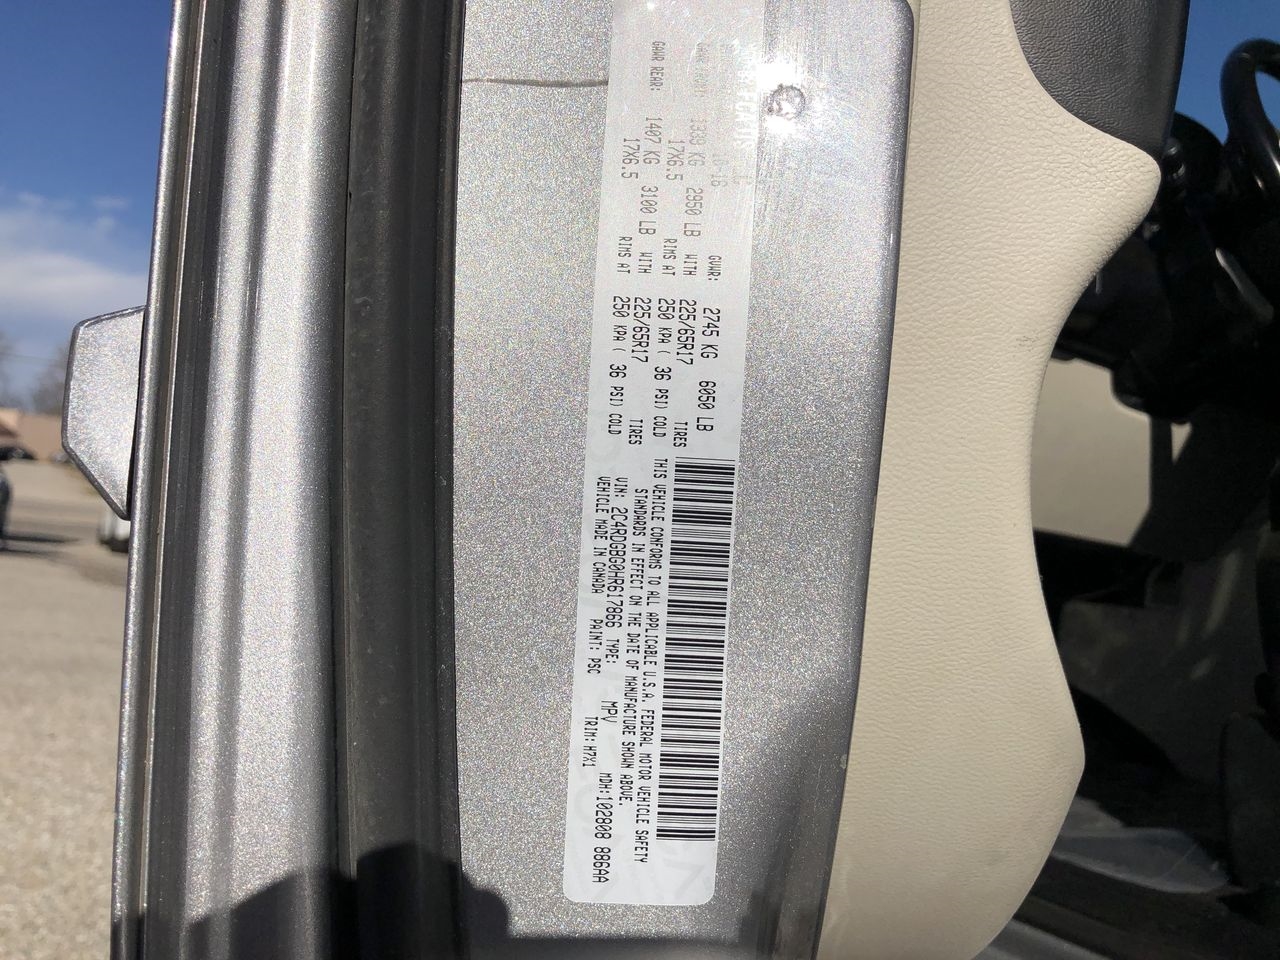 10-16 GVWR: 2745 KG 6050 LB
1339 KG 2950 LB WITH 225/65R17 TIRES
17X6.5 RIMS AT 250 KPA ( 36 PSI) COLD
GAWR REAR: 1407 KG 3100 LB WITH 225/65R17 TIRES
17X6.5 RIMS AT 250 KPA ( 36 PSI) COLD
THIS VEHICLE CONFORMS TO ALL APPLICABLE U.S.A. FEDERAL MOTOR VEHICLE SAFETY
STANDARDS IN EFFECT ON THE DATE OF MANUFACTURE SHOWN ABOVE.
VIN: 2C4RDGBG0HR617866 TYPE: MPV MDH:102808 886AA
VEHICLE MADE IN CANADA PAINT: PSC TRIM:H7X1